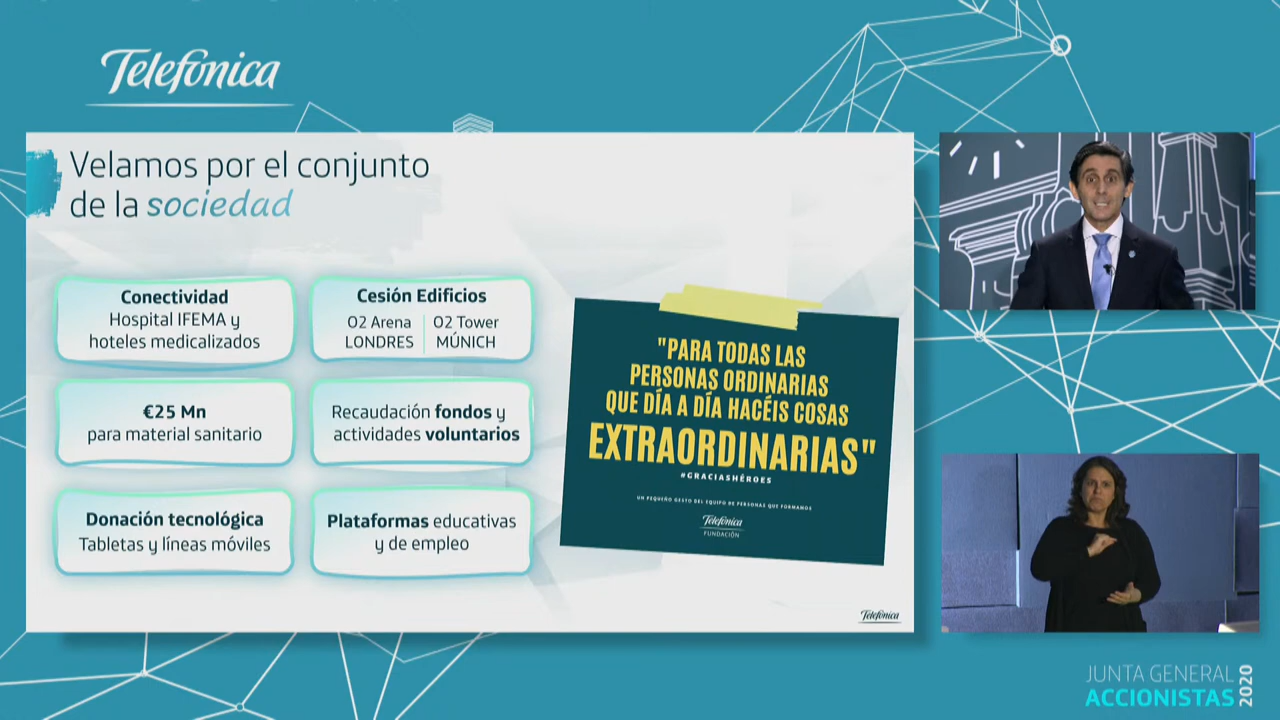 Telefónica
Velamos por el conjunto
de la sociedad
Conectividad
Hospital IFEMA y
hoteles medicalizados
Cesión Edificios
O2 Arena
LONDRES
O2 Tower
MÚNICH
€25 Mn
para material sanitario
Recaudación fondos y
actividades voluntarios
Donación tecnológica
Tabletas y líneas móviles
Plataformas educativas
y de empleo
"PARA TODAS LAS
PERSONAS ORDINARIAS
QUE DÍA A DÍA HACÉIS COSAS
EXTRAORDINARIAS"
#GRACIASHÉROES
UN PEQUEÑO GESTO DEL EQUIPO DE PERSONAS QUE FORMAMOS
Telefónica
FUNDACIÓN
Telefónica
JUNTA GENERAL
ACCIONISTAS
2020